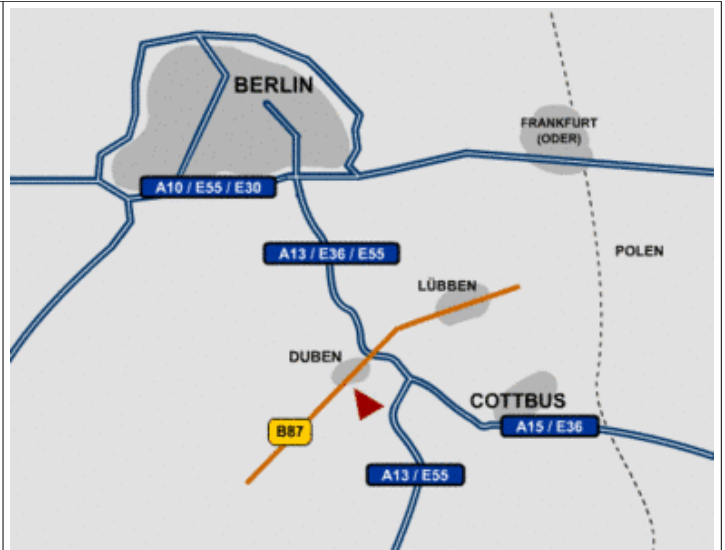 BERLIN
FRANKFURT
(ODER)
A10 / E55 / E30
A13 / E36 / E55
POLEN
LÜBBEN
DUBEN
COTTBUS
A15 / E36
B87
A13 / E55